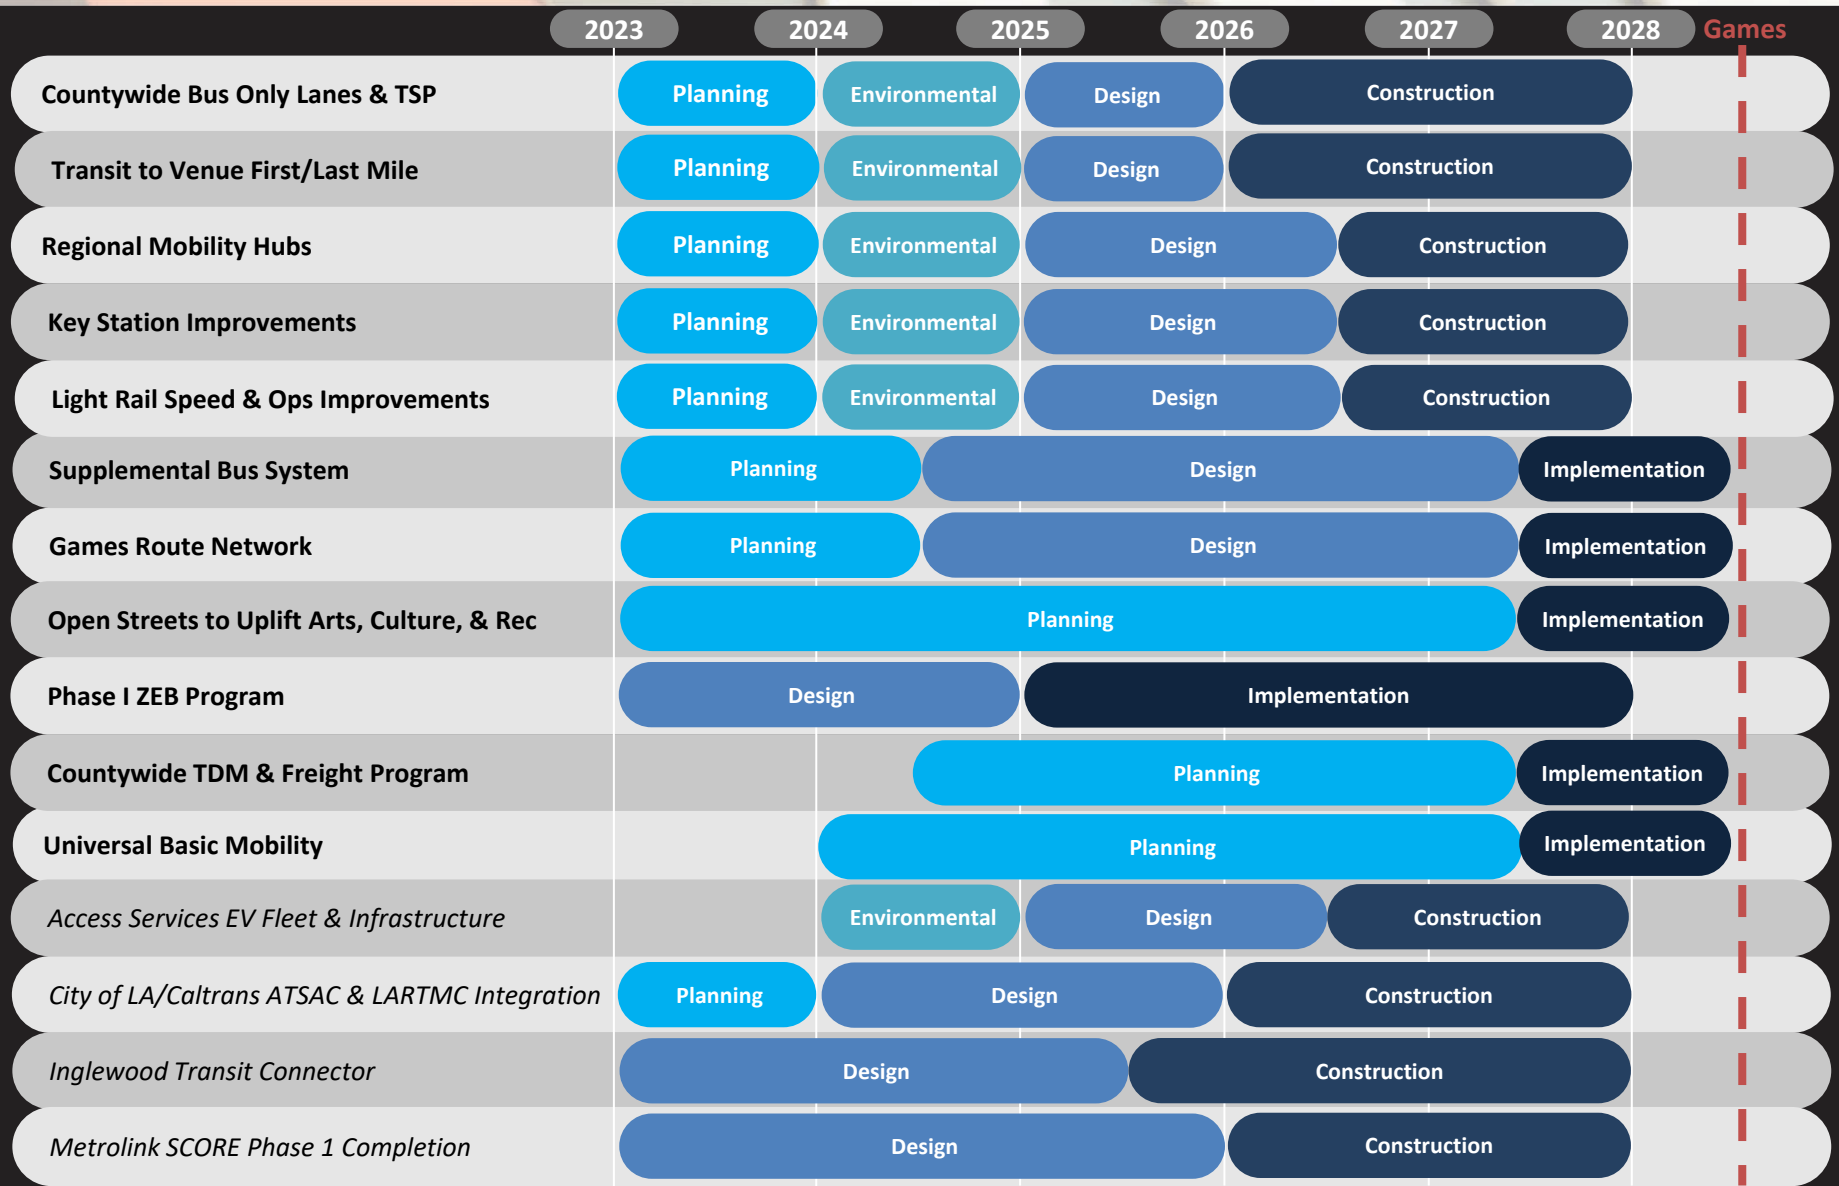 2023 2024 2025 2026 2027 2028 Games
Countywide Bus Only Lanes & TSP Planning Environmental Design Construction
Transit to Venue First/Last Mile Planning Environmental Design Construction
Regional Mobility Hubs Planning Environmental Design Construction
Key Station Improvements Planning Environmental Design Construction
Light Rail Speed & Ops Improvements Planning Environmental Design Construction
Supplemental Bus System Planning Design Implementation
Games Route Network Planning Design Implementation
Open Streets to Uplift Arts, Culture, & Rec Planning Implementation
Phase I ZEB Program Design Implementation
Countywide TDM & Freight Program Planning Implementation
Universal Basic Mobility Planning Implementation
Access Services EV Fleet & Infrastructure Environmental Design Construction
City of LA/Caltrans ATSAC & LARTMC Integration Planning Design Construction
Inglewood Transit Connector Design Construction
Metrolink SCORE Phase 1 Completion Design Construction